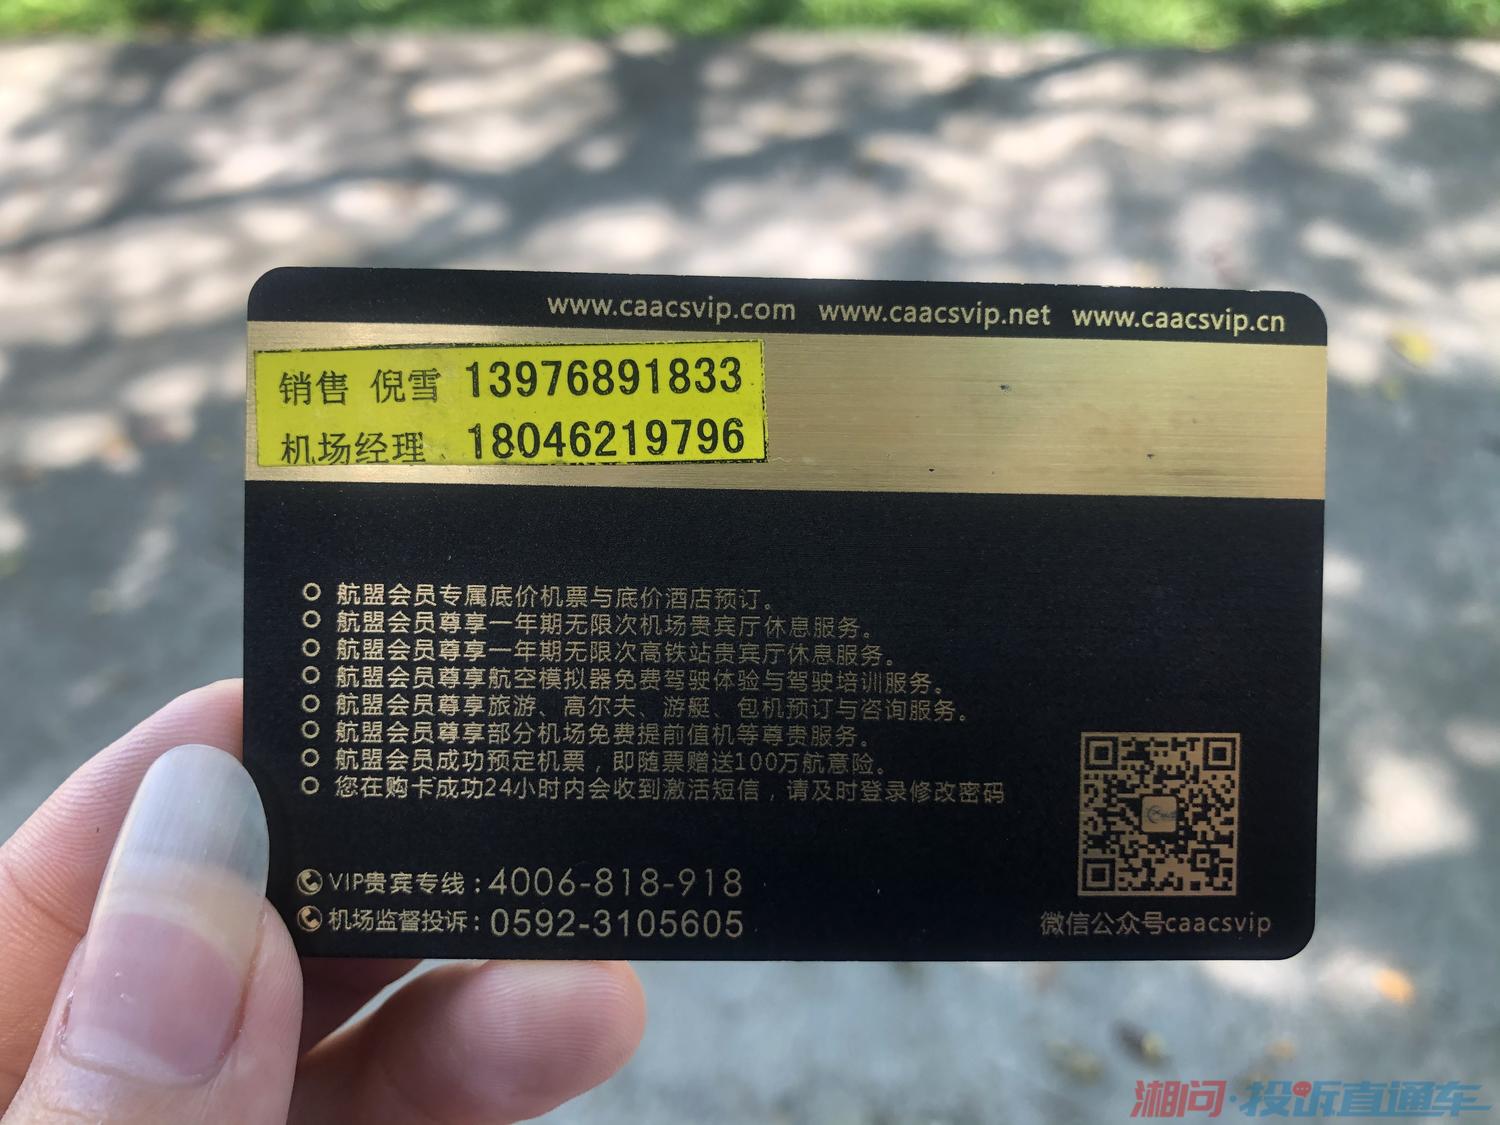 www.caacsvip.com www.caacsvip.net www.caacsvip.cn
销售 倪雪 13976891833
机场经理 18046219796
航盟会员专属底价机票与底价酒店预订。
航盟会员尊享一年期无限次机场贵宾厅休息服务。
航盟会员尊享一年期无限次高铁站贵宾厅休息服务。
航盟会员尊享航空模拟器免费驾驶体验与驾驶培训服务。
航盟会员尊享旅游、高尔夫、游艇、包机预订与咨询服务。
航盟会员尊享部分机场免费提前值机等尊贵服务。
航盟会员成功预定机票，即随票赠送100万航意险。
您在购卡成功24小时内会收到激活短信，请及时登录修改密码
VIP贵宾专线：4006-818-918
机场监督投诉：0592-3105605
微信公众号caacsvip
湘问·投诉直通车